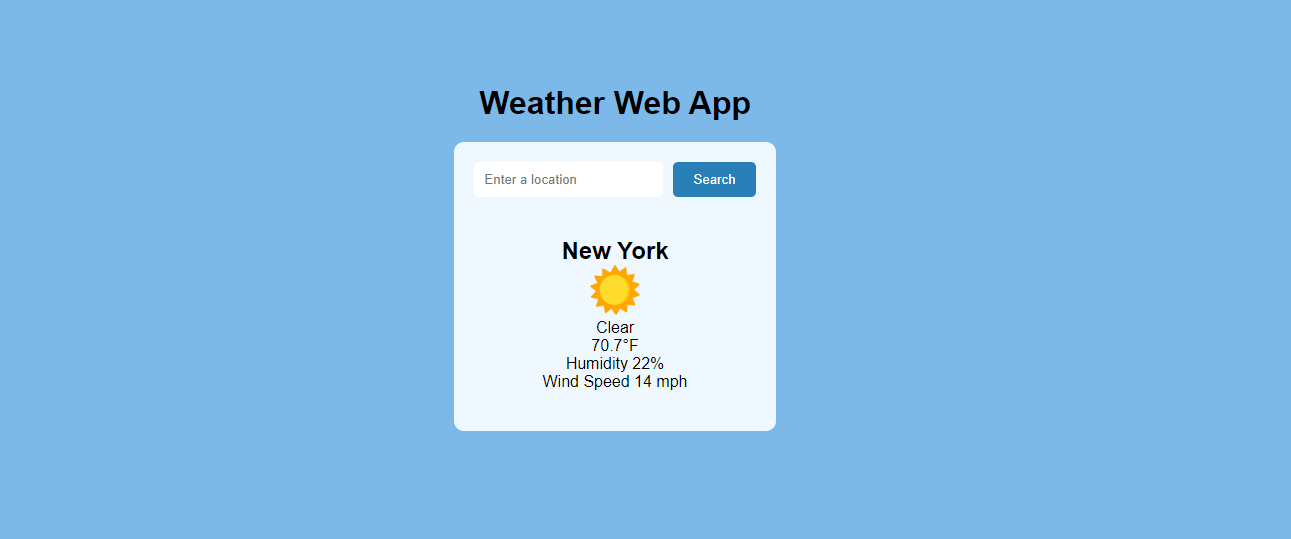 Weather Web App
Enter a location
Search
New York
Clear
70.7°F
Humidity 22%
Wind Speed 14 mph